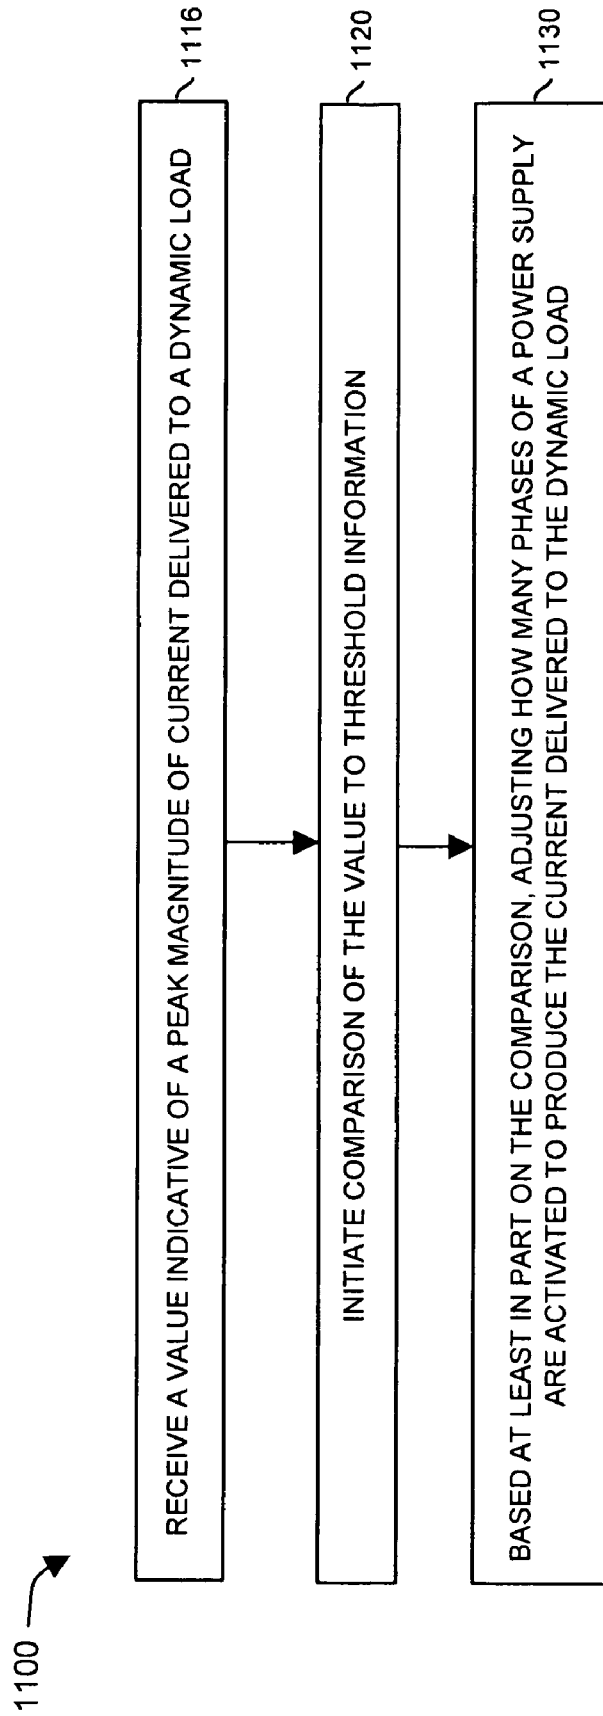 1100
RECEIVE A VALUE INDICATIVE OF A PEAK MAGNITUDE OF CURRENT DELIVERED TO A DYNAMIC LOAD
1116
INITIATE COMPARISON OF THE VALUE TO THRESHOLD INFORMATION
1120
BASED AT LEAST IN PART ON THE COMPARISON, ADJUSTING HOW MANY PHASES OF A POWER SUPPLY
ARE ACTIVATED TO PRODUCE THE CURRENT DELIVERED TO THE DYNAMIC LOAD
1130